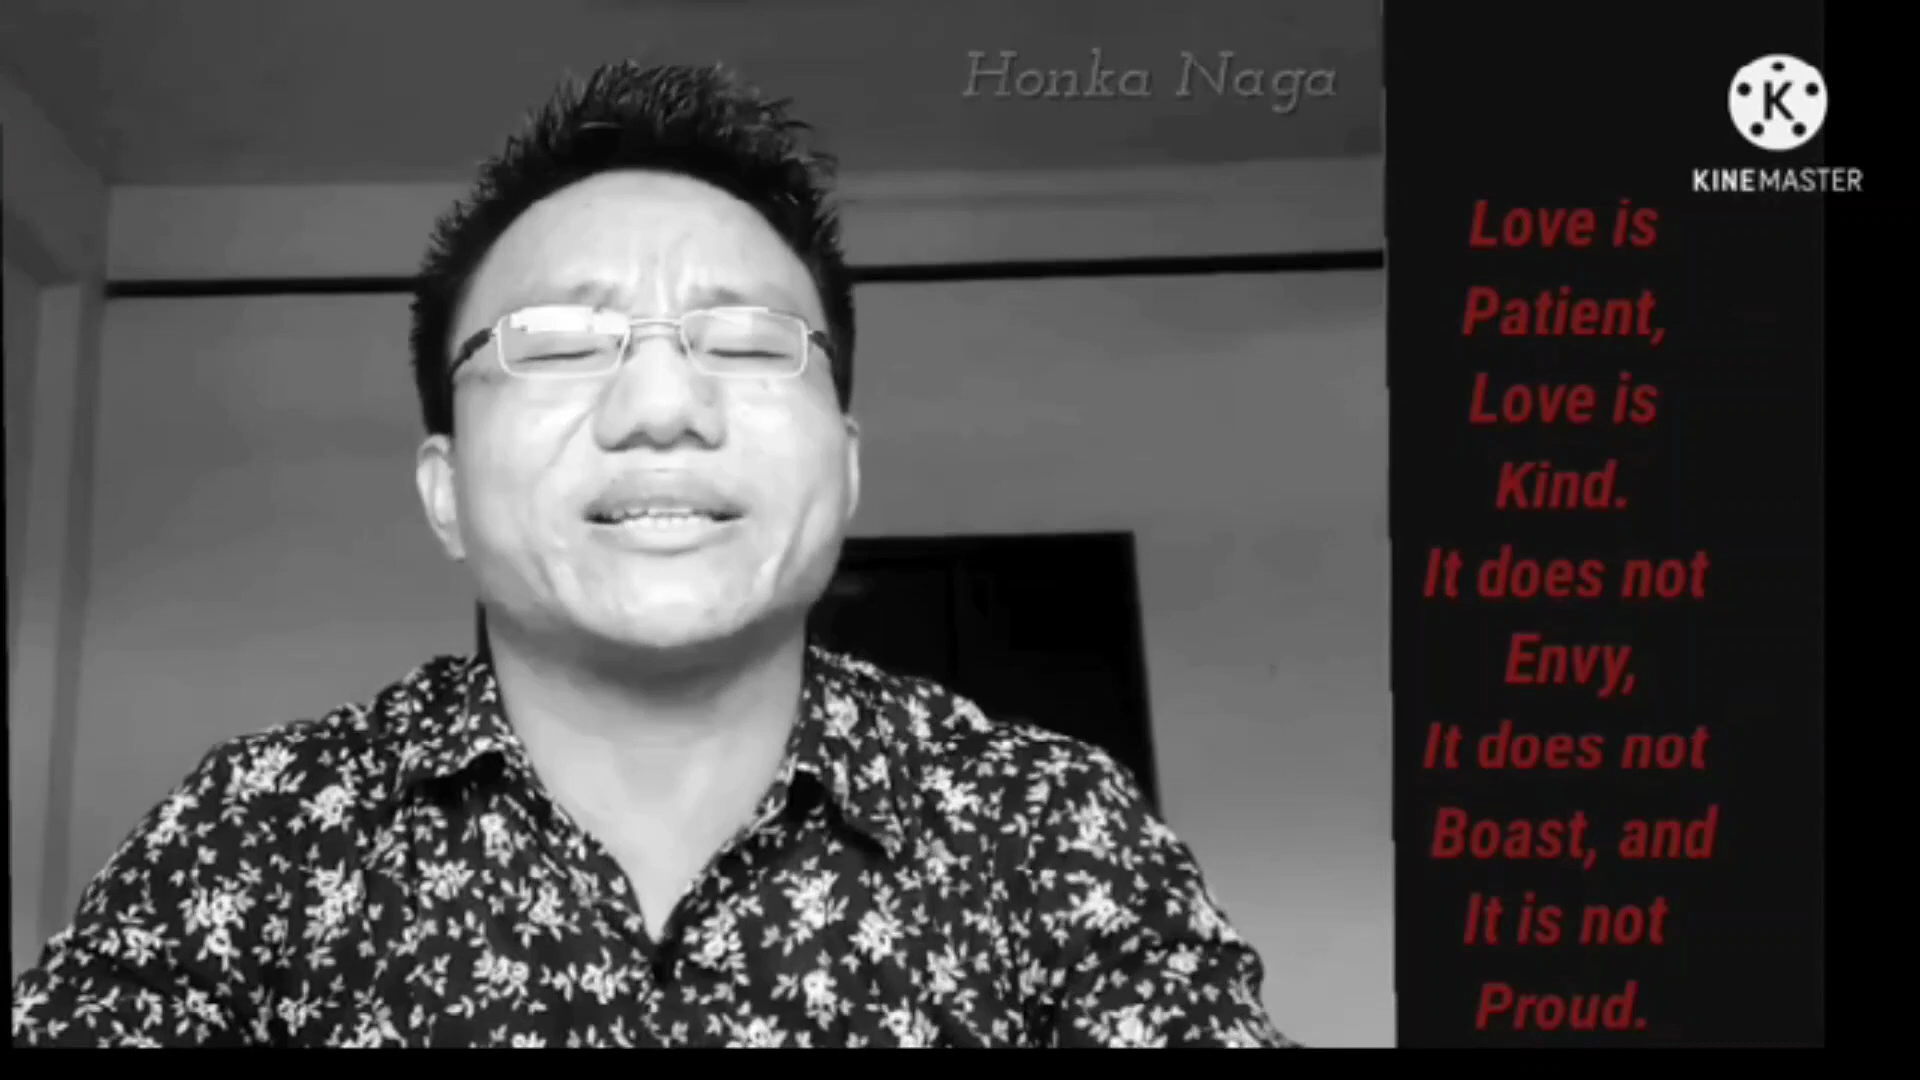 Honka Naga
K
KINEMASTER
Love is
Patient,
Love is
Kind.
It does not
Envy,
It does not
Boast, and
It is not
Proud.